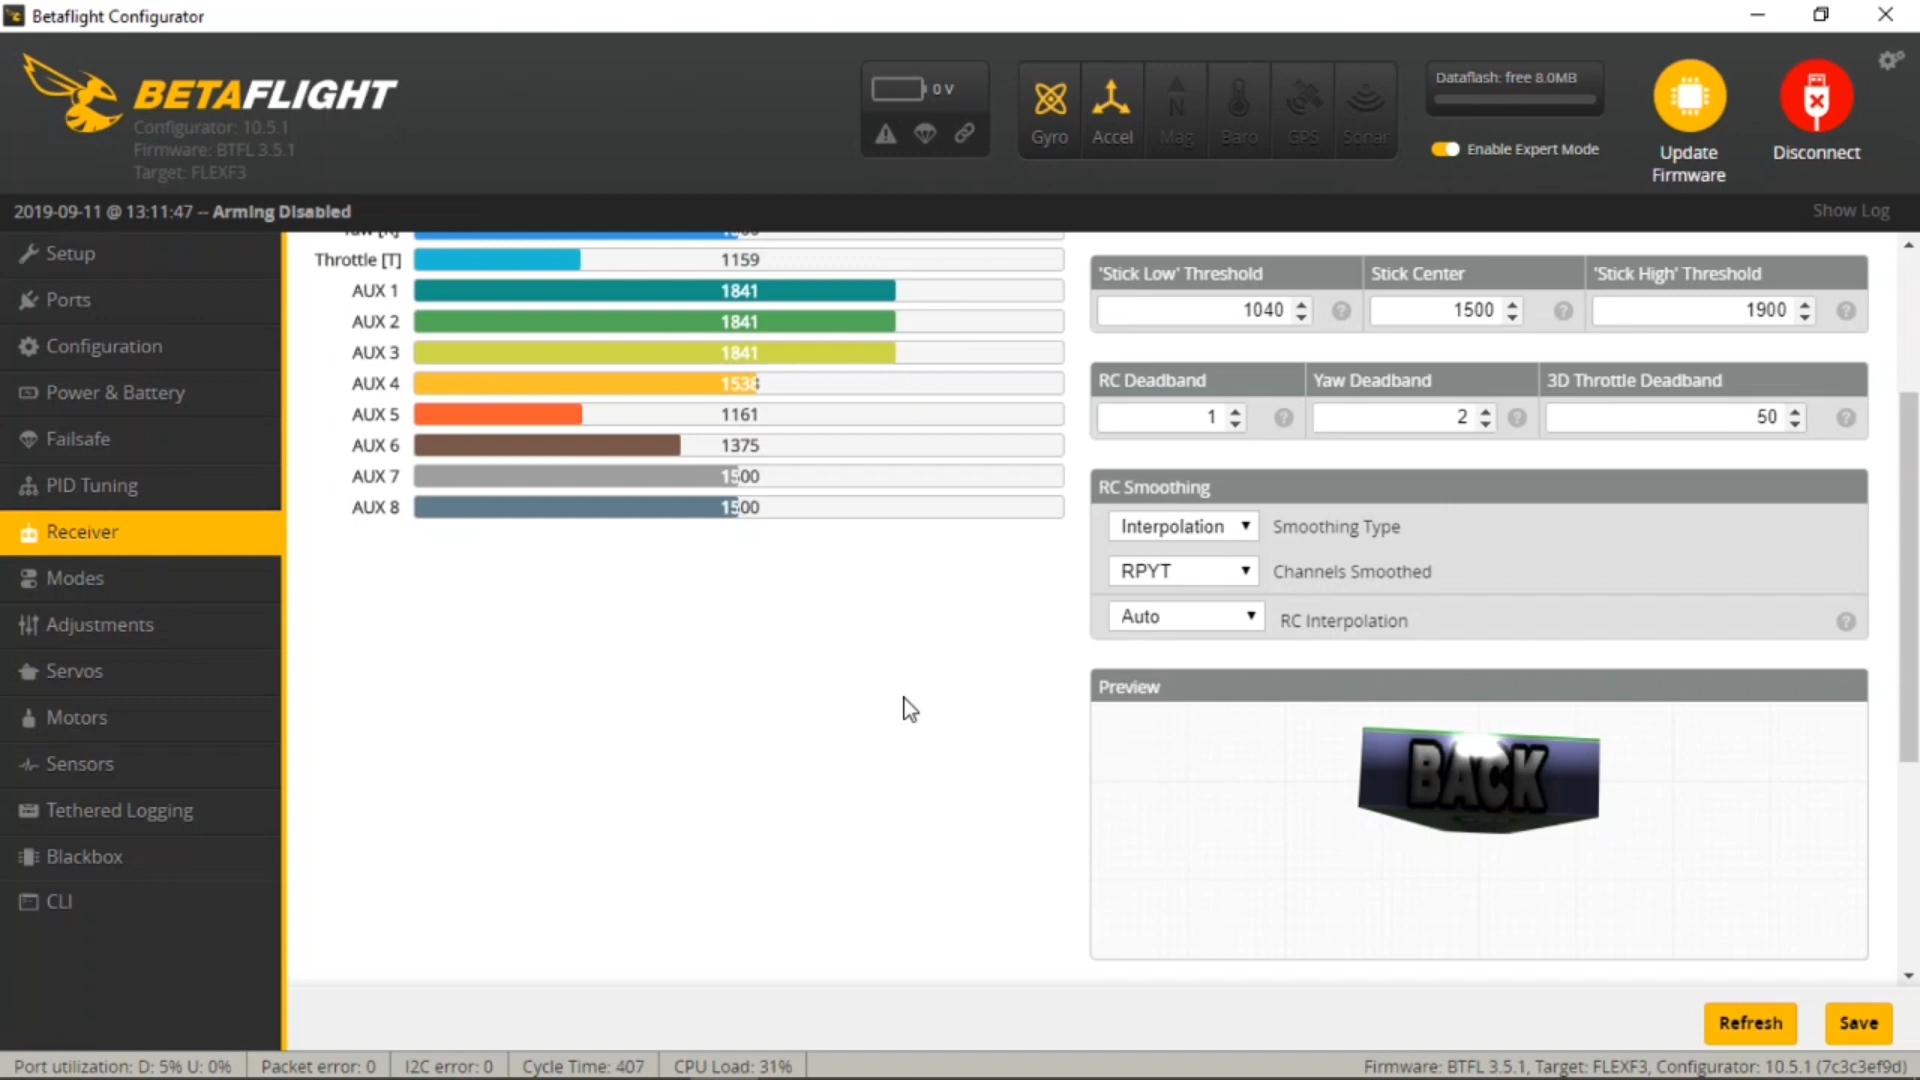 Betaflight Configurator
BETAFLIGHT
Configurator: 10.5.1
Firmware: BTFL 3.5.1
Target: FLEXF3
0 V
Gyro
Accel
Mag
Baro
GPS
Sonar
Dataflash: free 8.0MB
Enable Expert Mode
Update
Firmware
Disconnect
2019-09-11 @ 13:11:47 -- Arming Disabled
Show Log
Setup
Ports
Configuration
Power & Battery
Failsafe
PID Tuning
Receiver
Modes
Adjustments
Servos
Motors
Sensors
Tethered Logging
Blackbox
CLI
Throttle [T] 1159
AUX 1 1841
AUX 2 1841
AUX 3 1841
AUX 4 1538
AUX 5 1161
AUX 6 1375
AUX 7 1500
AUX 8 1500
'Stick Low' Threshold Stick Center 'Stick High' Threshold
1040 1500 1900
RC Deadband Yaw Deadband 3D Throttle Deadband
1 2 50
RC Smoothing
Interpolation Smoothing Type
RPYT Channels Smoothed
Auto RC Interpolation
Preview
BACK
Refresh
Save
Port utilization: D: 5% U: 0% Packet error: 0 I2C error: 0 Cycle Time: 407 CPU Load: 31% Firmware: BTFL 3.5.1, Target: FLEXF3, Configurator: 10.5.1 (7c3c3ef9d)